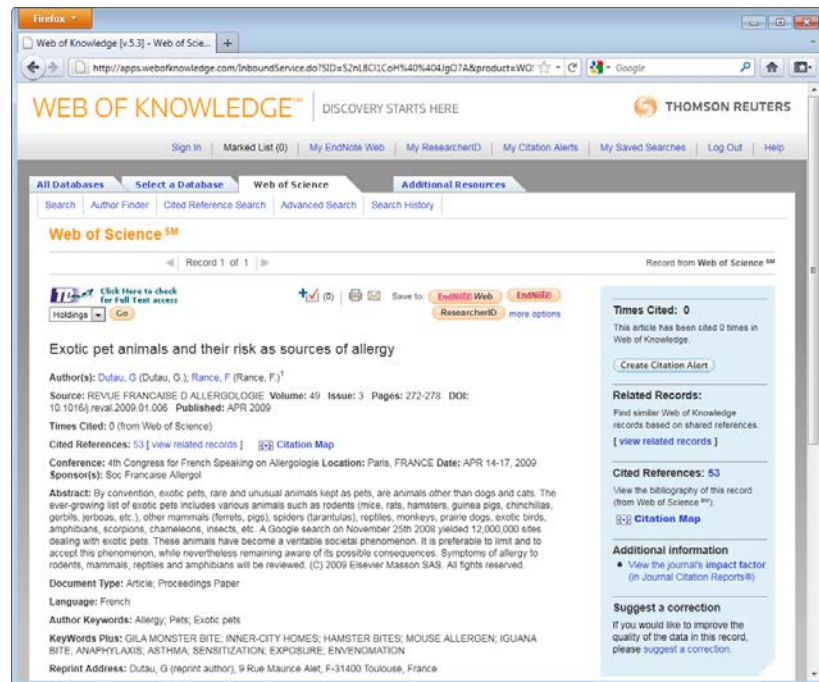 Firefox
Web of Knowledge [v.5.3] - Web of Scie...
http://apps.webofknowledge.com/InboundService.do?SID=S2nL8Cl1CoH%40%404JgO7A&product=WO
Google
WEB OF KNOWLEDGE SM DISCOVERY STARTS HERE
THOMSON REUTERS
Sign In | Marked List (0) | My EndNote Web | My ResearcherID | My Citation Alerts | My Saved Searches | Log Out | Help
All Databases Select a Database Web of Science Additional Resources
Search Author Finder Cited Reference Search Advanced Search Search History
Web of Science SM
Record 1 of 1
Record from Web of Science SM
Click Here to check
for Full Text access
(0) Save to: EndNote Web EndNote
Holdings Go
ResearcherID more options
Exotic pet animals and their risk as sources of allergy
Author(s): Dutau, G (Dutau, G.); Rance, F (Rance, F.)1
Source: REVUE FRANCAISE D ALLERGOLOGIE Volume: 49 Issue: 3 Pages: 272-278 DOI:
10.1016/j.reval.2009.01.006 Published: APR 2009
Times Cited: 0 (from Web of Science)
Cited References: 53 [ view related records ] Citation Map
Conference: 4th Congress for French Speaking on Allergologie Location: Paris, FRANCE Date: APR 14-17, 2009
Sponsor(s): Soc Francaise Allergol
Abstract: By convention, exotic pets, rare and unusual animals kept as pets, are animals other than dogs and cats. The
ever-growing list of exotic pets includes various animals such as rodents (mice, rats, hamsters, guinea pigs, chinchillas,
gerbils, jerboas, etc.), other mammals (ferrets, pigs), spiders (tarantulas), reptiles, monkeys, prairie dogs, exotic birds,
amphibians, scorpions, chameleons, insects, etc. A Google search on November 25th 2008 yielded 12,000,000 sites
dealing with exotic pets. These animals have become a veritable societal phenomenon. It is preferable to limit and to
accept this phenomenon, while nevertheless remaining aware of its possible consequences. Symptoms of allergy to
rodents, mammals, reptiles and amphibians will be reviewed. (C) 2009 Elsevier Masson SAS. All rights reserved.
Document Type: Article; Proceedings Paper
Language: French
Author Keywords: Allergy; Pets; Exotic pets
KeyWords Plus: GILA MONSTER BITE; INNER-CITY HOMES; HAMSTER BITES; MOUSE ALLERGEN; IGUANA
BITE; ANAPHYLAXIS; ASTHMA; SENSITIZATION; EXPOSURE; ENVENOMATION
Reprint Address: Dutau, G (reprint author), 9 Rue Maurice Alet, F-31400 Toulouse, France
Times Cited: 0
This article has been cited 0 times in
Web of Knowledge.
Create Citation Alert
Related Records:
Find similar Web of Knowledge
records based on shared references.
[ view related records ]
Cited References: 53
View the bibliography of this record
(from Web of Science SM).
Citation Map
Additional information
View the journal's impact factor
(in Journal Citation Reports®)
Suggest a correction
If you would like to improve the
quality of the data in this record,
please suggest a correction.